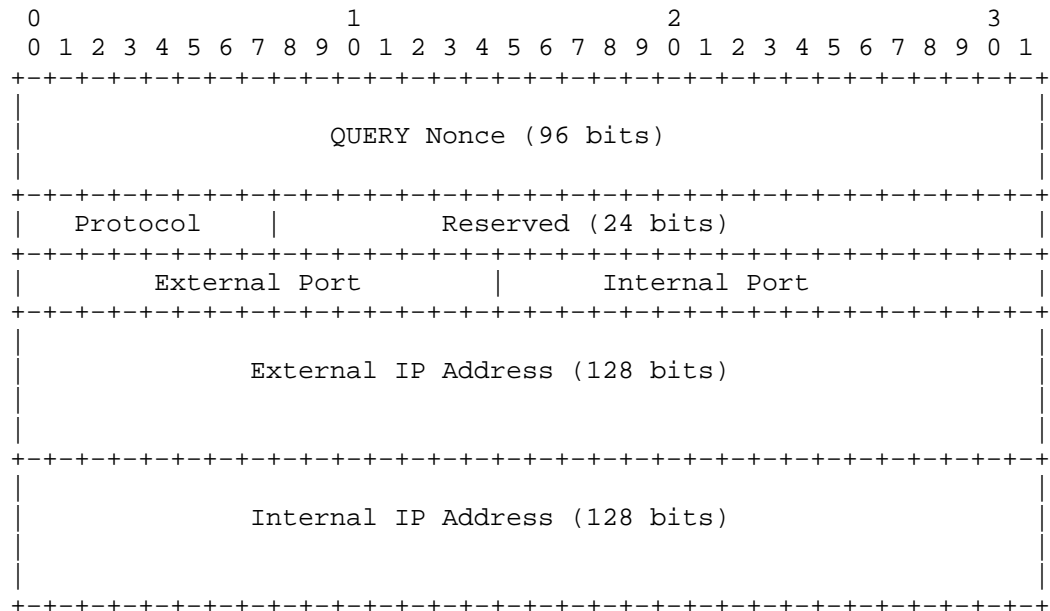 0                   1                   2                   3
 0 1 2 3 4 5 6 7 8 9 0 1 2 3 4 5 6 7 8 9 0 1 2 3 4 5 6 7 8 9 0 1
+-+-+-+-+-+-+-+-+-+-+-+-+-+-+-+-+-+-+-+-+-+-+-+-+-+-+-+-+-+-+-+-+
|                                                               |
|                   QUERY Nonce (96 bits)                       |
|                                                               |
+-+-+-+-+-+-+-+-+-+-+-+-+-+-+-+-+-+-+-+-+-+-+-+-+-+-+-+-+-+-+-+-+
|   Protocol    |          Reserved (24 bits)                   |
+-+-+-+-+-+-+-+-+-+-+-+-+-+-+-+-+-+-+-+-+-+-+-+-+-+-+-+-+-+-+-+-+
|        External Port        |      Internal Port              |
+-+-+-+-+-+-+-+-+-+-+-+-+-+-+-+-+-+-+-+-+-+-+-+-+-+-+-+-+-+-+-+-+
|                                                               |
|              External IP Address (128 bits)                   |
|                                                               |
|                                                               |
+-+-+-+-+-+-+-+-+-+-+-+-+-+-+-+-+-+-+-+-+-+-+-+-+-+-+-+-+-+-+-+-+
|                                                               |
|              Internal IP Address (128 bits)                   |
|                                                               |
|                                                               |
+-+-+-+-+-+-+-+-+-+-+-+-+-+-+-+-+-+-+-+-+-+-+-+-+-+-+-+-+-+-+-+-+